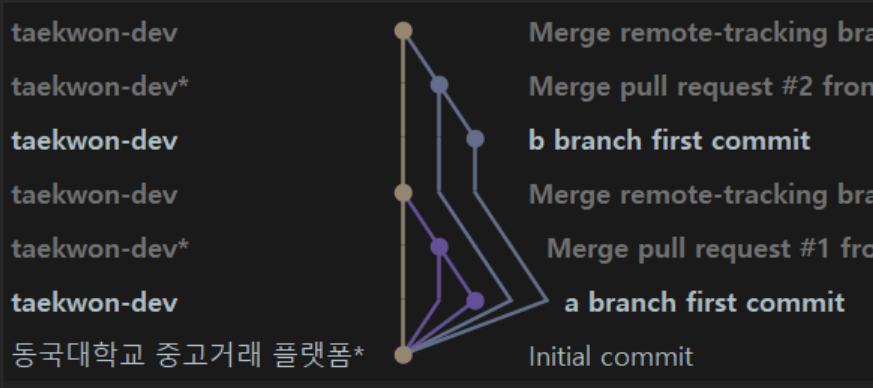 taekwon-dev Merge remote-tracking bra
taekwon-dev* Merge pull request #2 from
taekwon-dev b branch first commit
taekwon-dev Merge remote-tracking bra
taekwon-dev* Merge pull request #1 fro
taekwon-dev a branch first commit
동국대학교 중고거래 플랫폼* Initial commit